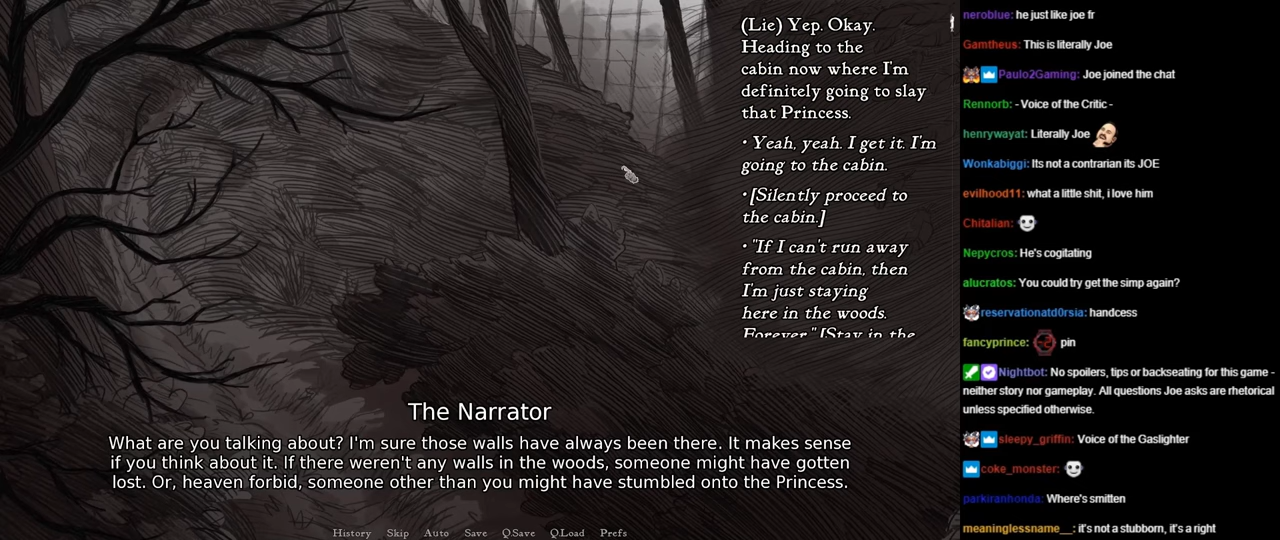 (Lie) Yep. Okay.
Heading to the
cabin now where I'm
definitely going to slay
that Princess.
• Yeah, yeah. I get it. I'm
going to the cabin.
• [Silently proceed to
the cabin.]
• "If I can't run away
from the cabin, then
I'm just staying
here in the woods.
Forever." [Stay in the
The Narrator
What are you talking about? I'm sure those walls have always been there. It makes sense
if you think about it. If there weren't any walls in the woods, someone might have gotten
lost. Or, heaven forbid, someone other than you might have stumbled onto the Princess.
History Skip Auto Save Q.Save Q.Load Prefs
neroblue: he just like joe fr
Gamtheus: This is literally Joe
Paulo2Gaming: Joe joined the chat
Rennorb: - Voice of the Critic -
henrywayat: Literally Joe
Wonkabiggi: Its not a contrarian its JOE
evilhood11: what a little shit, i love him
Chitalian:
Nepycros: He's cogitating
alucratos: You could try get the simp again?
reservationatd0rsia: handcess
fancyprince: pin
Nightbot: No spoilers, tips or backseating for this game -
neither story nor gameplay. All questions Joe asks are rhetorical
unless specified otherwise.
sleepy_griffin: Voice of the Gaslighter
coke_monster:
parkiranhonda: Where's smitten
meaninglessname__: it's not a stubborn, it's a right